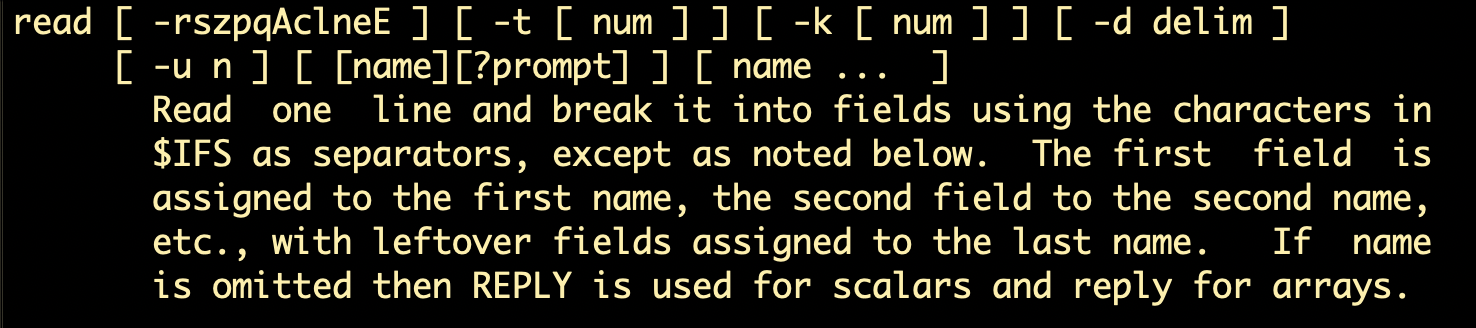 read [ -rszpqAclneE ] [ -t [ num ] ] [ -k [ num ] ] [ -d delim ]
[ -u n ] [ [name][?prompt] ] [ name ...  ]
Read  one  line and break it into fields using the characters in
$IFS as separators, except as noted below.  The first  field  is
assigned to the first name, the second field to the second name,
etc., with leftover fields assigned to the last name.   If  name
is omitted then REPLY is used for scalars and reply for arrays.